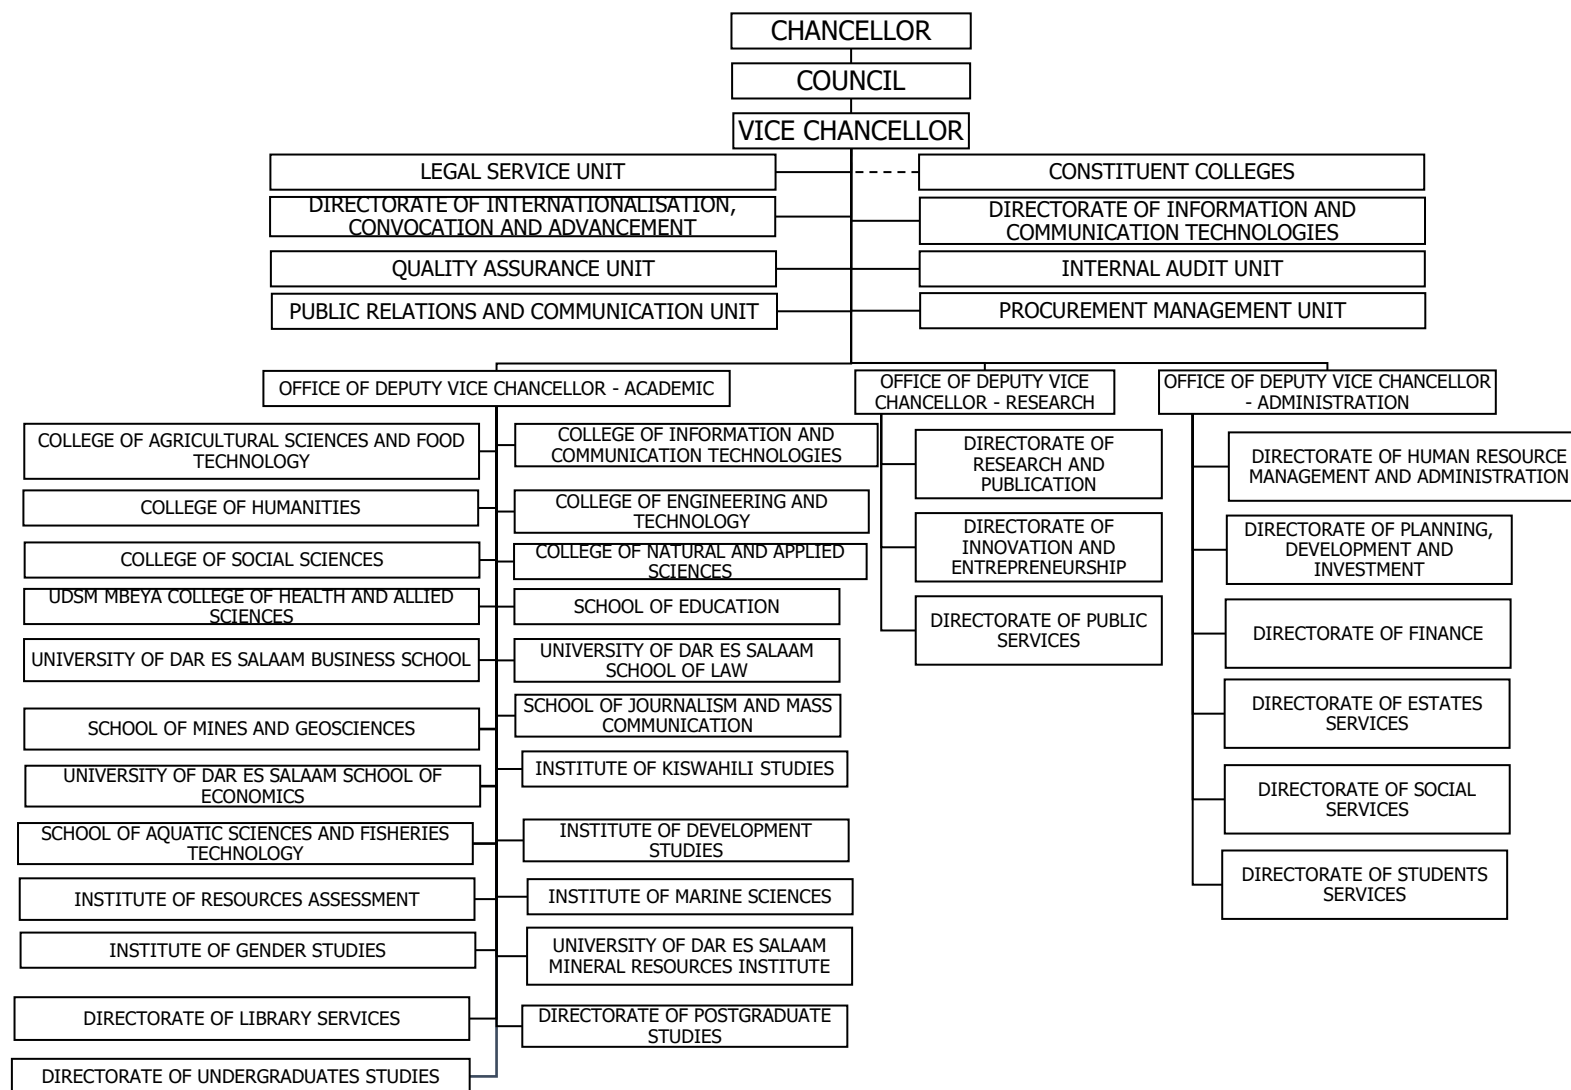 CHANCELLOR
COUNCIL
VICE CHANCELLOR
LEGAL SERVICE UNIT
CONSTITUENT COLLEGES
DIRECTORATE OF INTERNATIONALISATION,
CONVOCATION AND ADVANCEMENT
DIRECTORATE OF INFORMATION AND
COMMUNICATION TECHNOLOGIES
QUALITY ASSURANCE UNIT
INTERNAL AUDIT UNIT
PUBLIC RELATIONS AND COMMUNICATION UNIT
PROCUREMENT MANAGEMENT UNIT
OFFICE OF DEPUTY VICE CHANCELLOR - ACADEMIC
COLLEGE OF AGRICULTURAL SCIENCES AND FOOD
TECHNOLOGY
COLLEGE OF INFORMATION AND
COMMUNICATION TECHNOLOGIES
COLLEGE OF HUMANITIES
COLLEGE OF ENGINEERING AND
TECHNOLOGY
COLLEGE OF SOCIAL SCIENCES
COLLEGE OF NATURAL AND APPLIED
SCIENCES
UDSM MBEYA COLLEGE OF HEALTH AND ALLIED
SCIENCES
SCHOOL OF EDUCATION
UNIVERSITY OF DAR ES SALAAM BUSINESS SCHOOL
UNIVERSITY OF DAR ES SALAAM
SCHOOL OF LAW
SCHOOL OF MINES AND GEOSCIENCES
SCHOOL OF JOURNALISM AND MASS
COMMUNICATION
UNIVERSITY OF DAR ES SALAAM SCHOOL OF
ECONOMICS
INSTITUTE OF KISWAHILI STUDIES
SCHOOL OF AQUATIC SCIENCES AND FISHERIES
TECHNOLOGY
INSTITUTE OF DEVELOPMENT
STUDIES
INSTITUTE OF RESOURCES ASSESSMENT
INSTITUTE OF MARINE SCIENCES
INSTITUTE OF GENDER STUDIES
UNIVERSITY OF DAR ES SALAAM
MINERAL RESOURCES INSTITUTE
DIRECTORATE OF LIBRARY SERVICES
DIRECTORATE OF POSTGRADUATE
STUDIES
DIRECTORATE OF UNDERGRADUATES STUDIES
OFFICE OF DEPUTY VICE
CHANCELLOR - RESEARCH
DIRECTORATE OF
RESEARCH AND
PUBLICATION
DIRECTORATE OF
INNOVATION AND
ENTREPRENEURSHIP
DIRECTORATE OF PUBLIC
SERVICES
OFFICE OF DEPUTY VICE CHANCELLOR
- ADMINISTRATION
DIRECTORATE OF HUMAN RESOURCE
MANAGEMENT AND ADMINISTRATION
DIRECTORATE OF PLANNING,
DEVELOPMENT AND
INVESTMENT
DIRECTORATE OF FINANCE
DIRECTORATE OF ESTATES
SERVICES
DIRECTORATE OF SOCIAL
SERVICES
DIRECTORATE OF STUDENTS
SERVICES